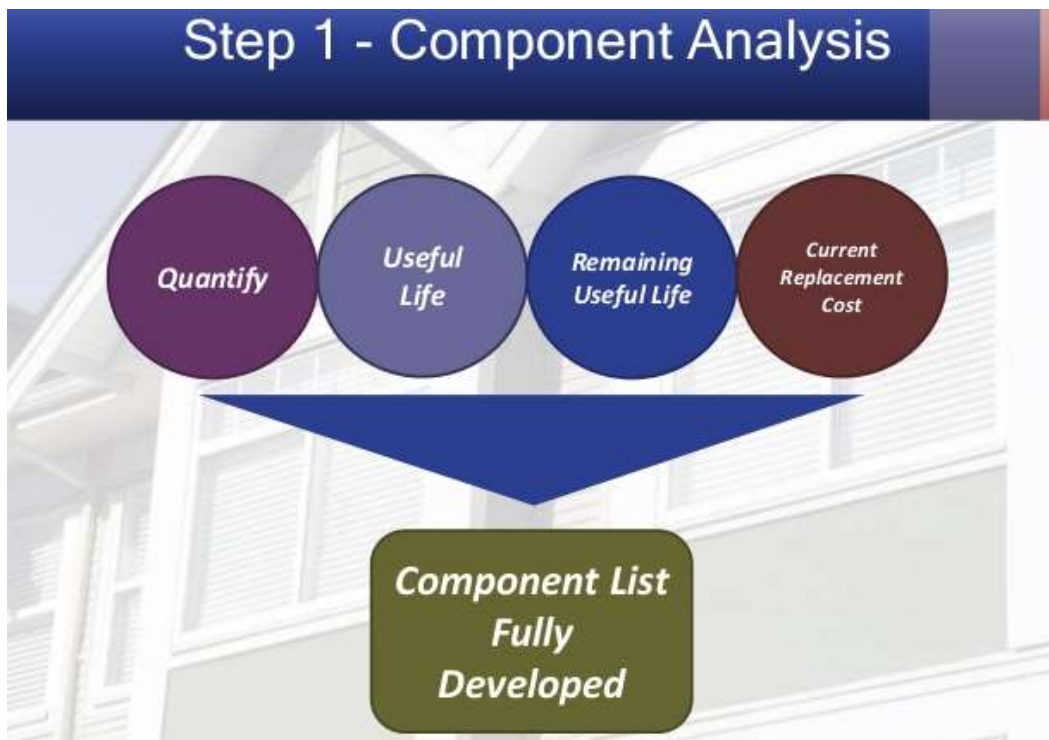 Step 1 - Component Analysis
Quantify
Useful
Life
Remaining
Useful Life
Current
Replacement
Cost
Component List
Fully
Developed